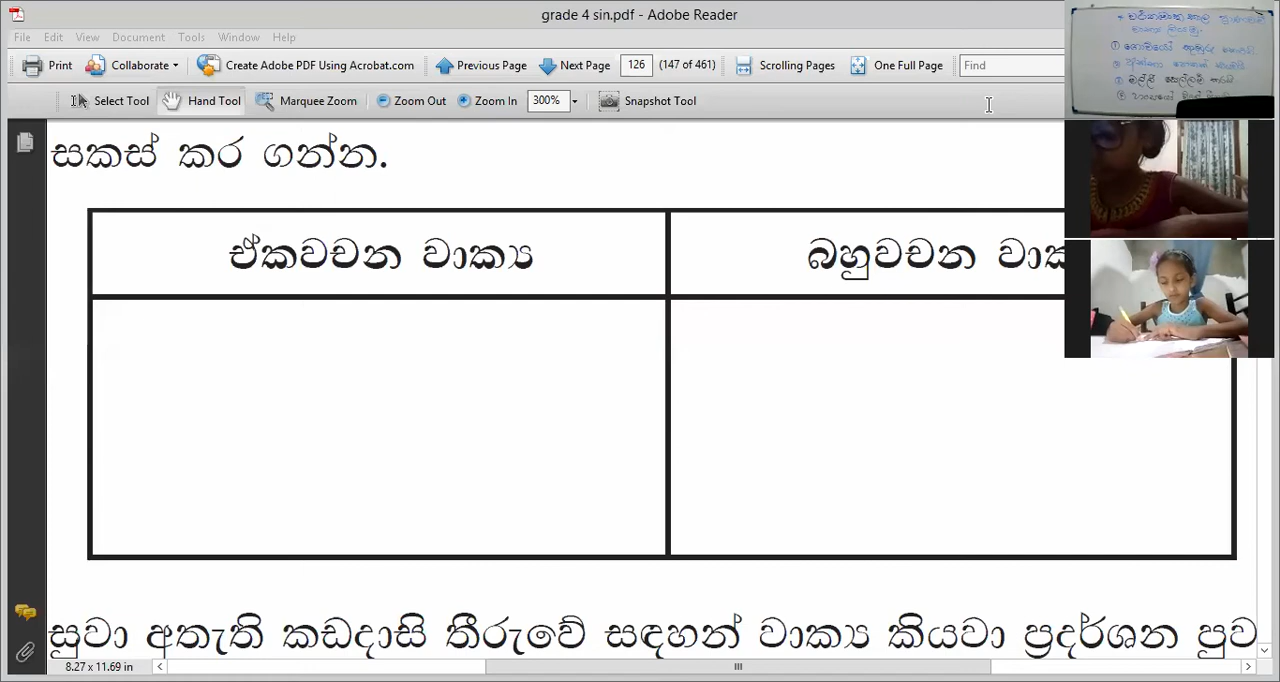 grade 4 sin.pdf - Adobe Reader
File Edit View Document Tools Window Help
Print Collaborate Create Adobe PDF Using Acrobat.com Previous Page Next Page 126 (147 of 461) Scrolling Pages One Full Page Find
Select Tool Hand Tool Marquee Zoom Zoom Out Zoom In 300% Snapshot Tool
සකස් කර ගන්න.
ඒකවචන වාක්‍ය
බහුවචන
සුවා අතැති කඩදාසි තීරුවේ සඳහන් වාක්‍ය කියවා ප්‍රදර්ශන පුව
8.27 x 11.69 in